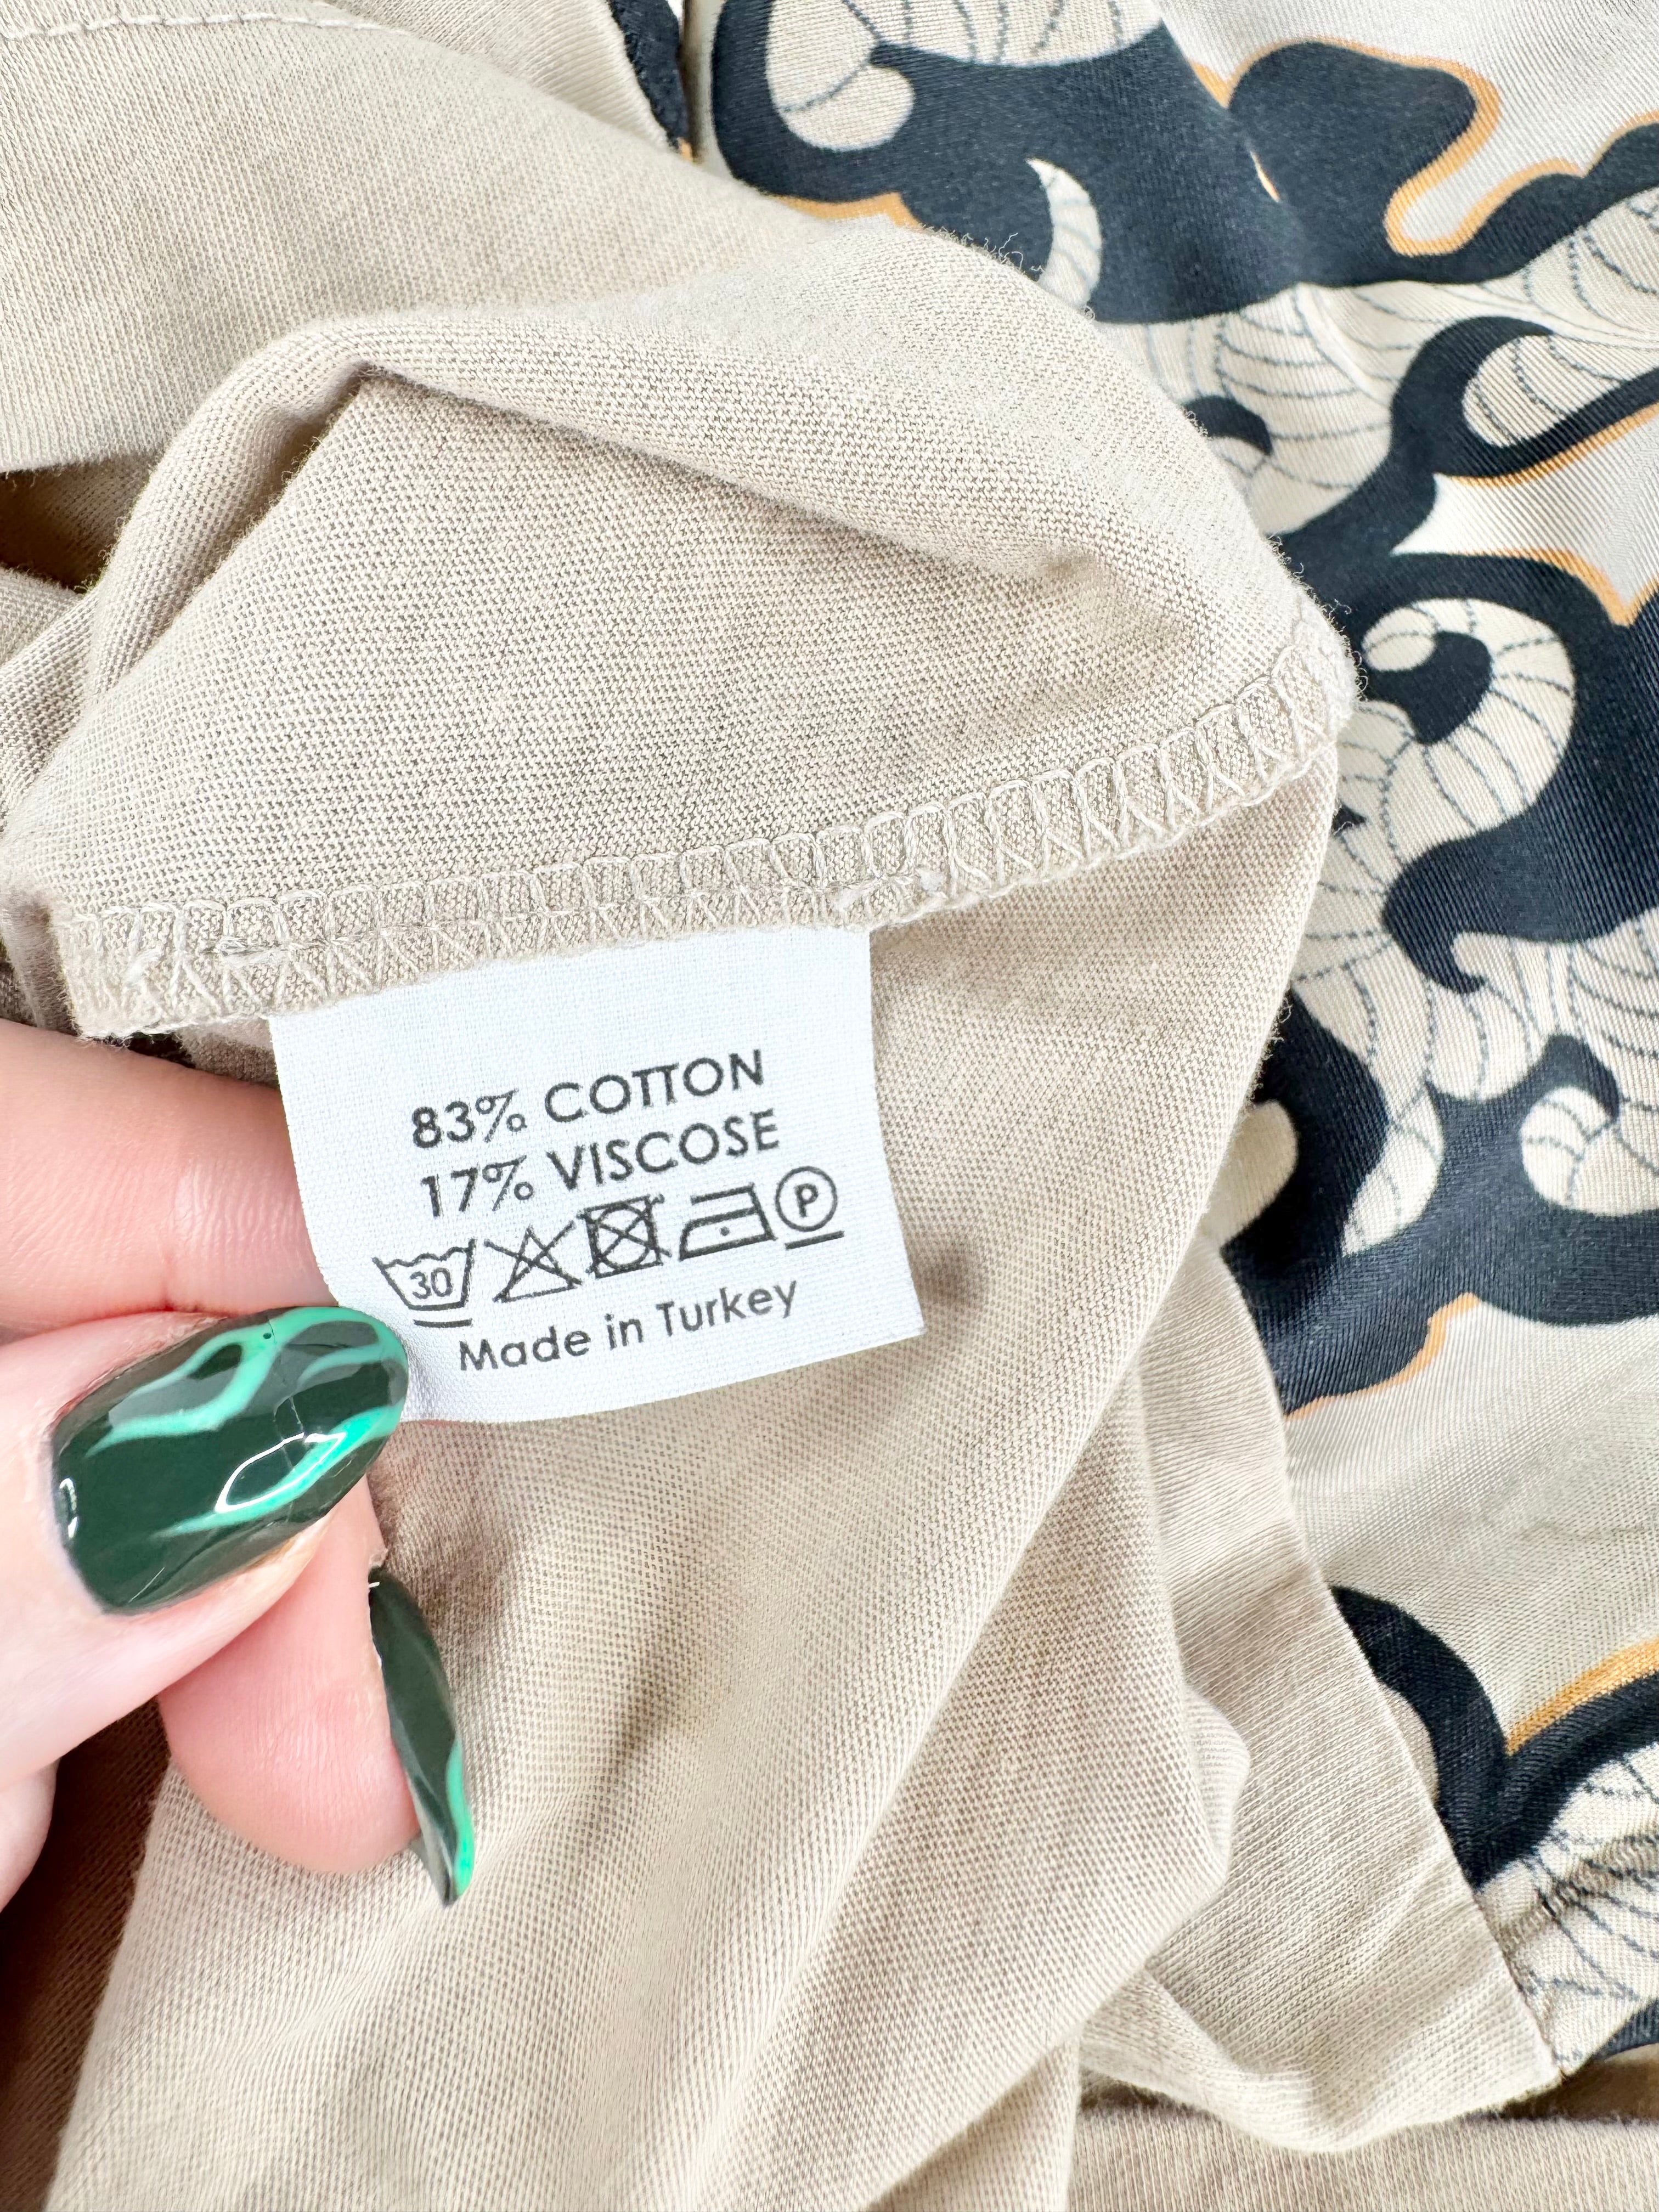 83% COTTON
17% VISCOSE
30 P
Made in Turkey